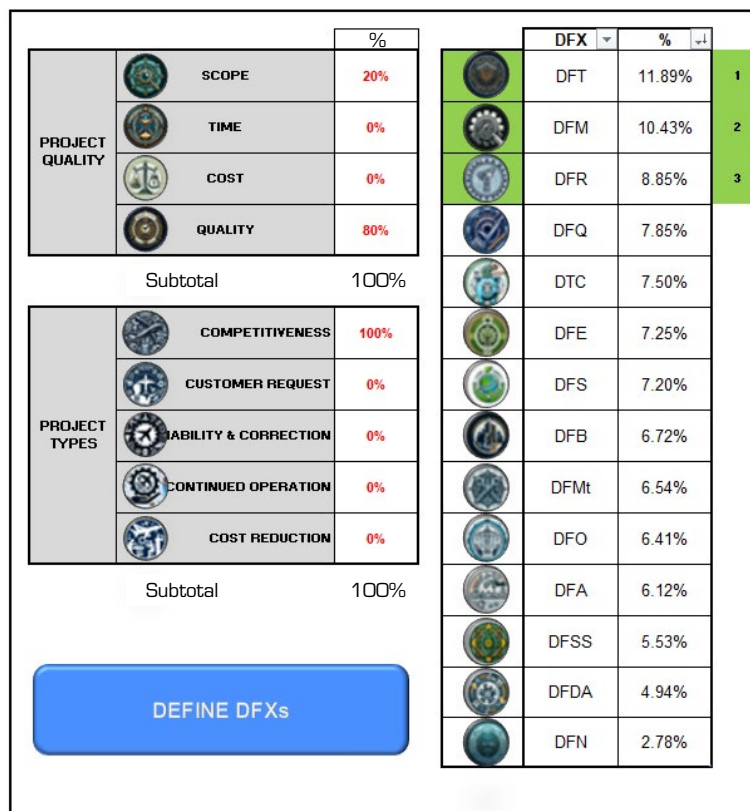 %
SCOPE 20%
TIME 0%
PROJECT QUALITY
COST 0%
QUALITY 80%
Subtotal 100%
COMPETITIVENESS 100%
CUSTOMER REQUEST 0%
PROJECT TYPES
IABILITY & CORRECTION 0%
CONTINUED OPERATION 0%
COST REDUCTION 0%
Subtotal 100%
DEFINE DFXs
DFX %
DFT 11.89% 1
DFM 10.43% 2
DFR 8.85% 3
DFQ 7.85%
DTC 7.50%
DFE 7.25%
DFS 7.20%
DFB 6.72%
DFMt 6.54%
DFO 6.41%
DFA 6.12%
DFSS 5.53%
DFDA 4.94%
DFN 2.78%